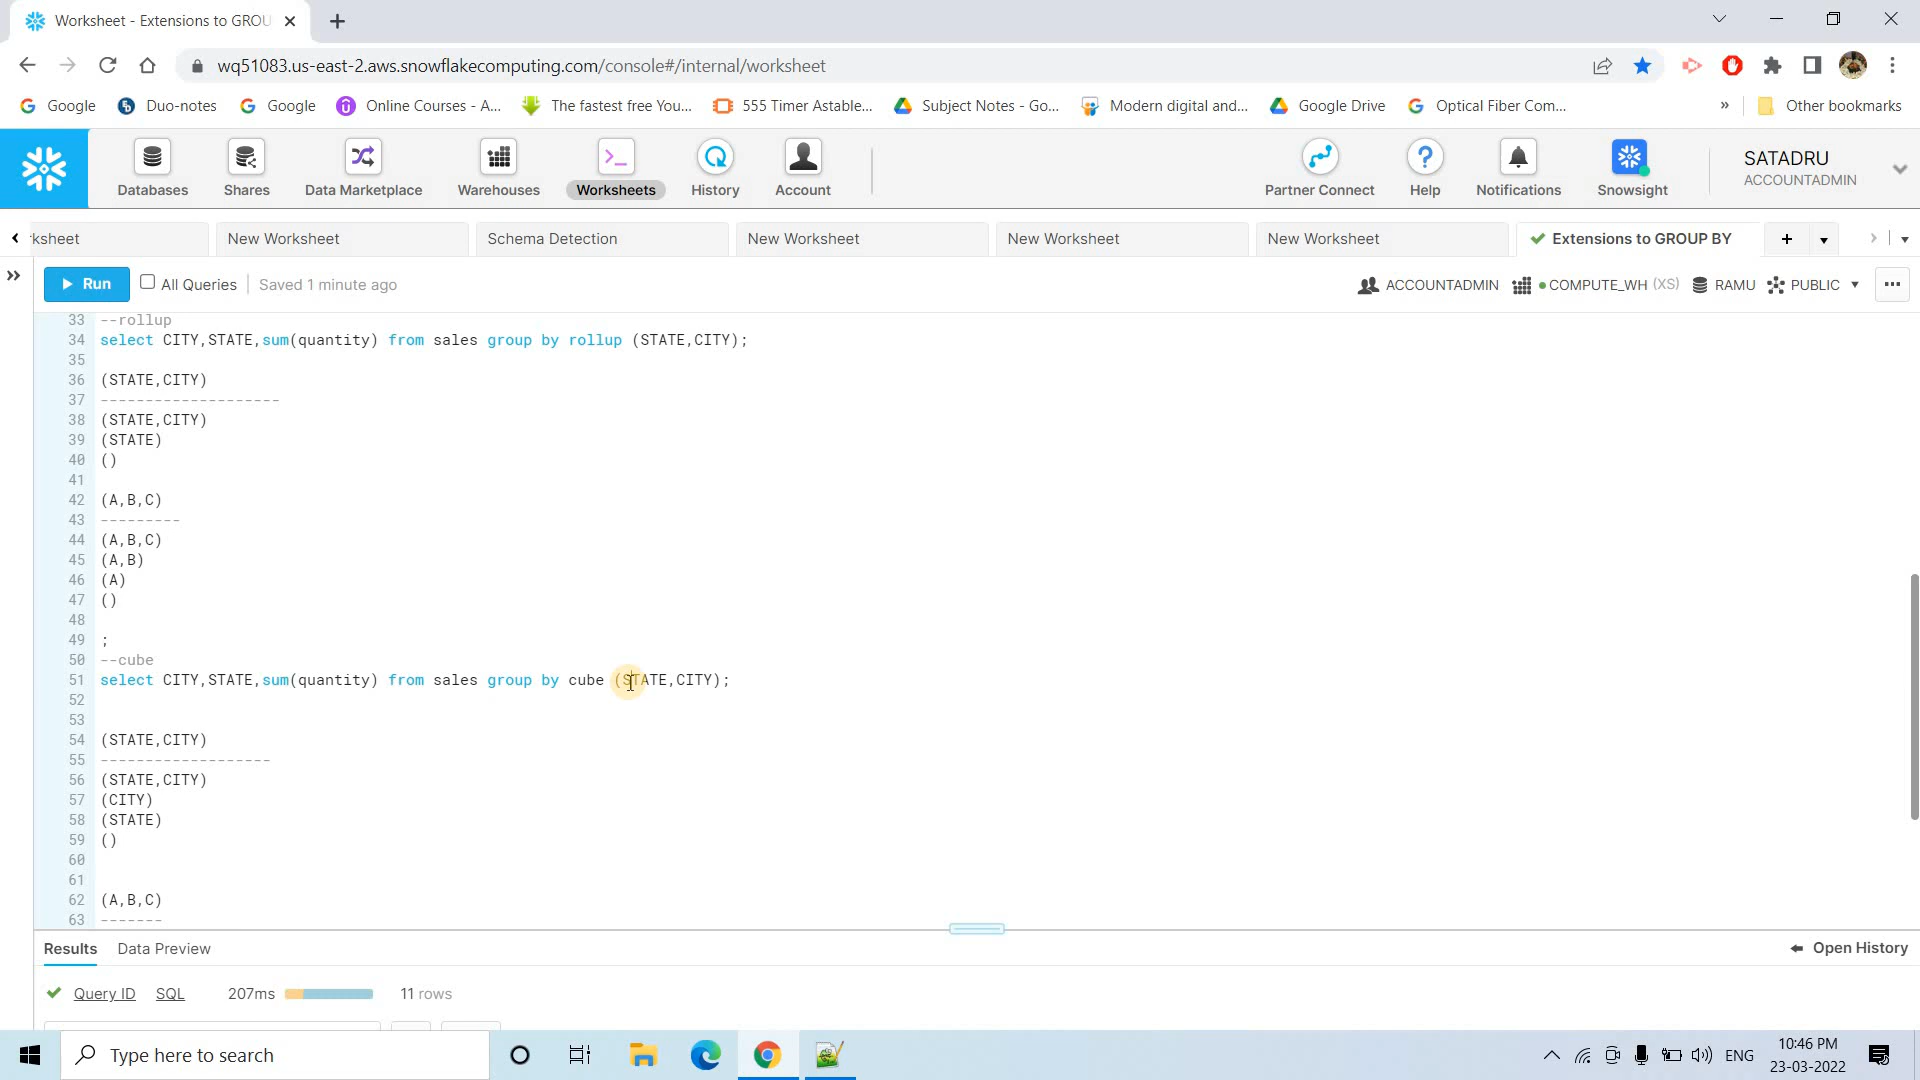 Worksheet - Extensions to GROU
wq51083.us-east-2.aws.snowflakecomputing.com/console#/internal/worksheet
Google
Duo-notes
Google
Online Courses - A...
The fastest free You...
555 Timer Astable...
Subject Notes - Go...
Modern digital and...
Google Drive
Optical Fiber Com...
»
Other bookmarks
Databases
Shares
Data Marketplace
Warehouses
Worksheets
History
Account
Partner Connect
Help
Notifications
Snowsight
SATADRU
ACCOUNTADMIN
ksheet
New Worksheet
Schema Detection
New Worksheet
New Worksheet
New Worksheet
Extensions to GROUP BY
Run
All Queries
Saved 1 minute ago
ACCOUNTADMIN
COMPUTE_WH (XS)
RAMU
PUBLIC
33 --rollup
34 select CITY,STATE,sum(quantity) from sales group by rollup (STATE,CITY);
35
36 (STATE,CITY)
37 --------------------
38 (STATE,CITY)
39 (STATE)
40 ()
41
42 (A,B,C)
43 ---------
44 (A,B,C)
45 (A,B)
46 (A)
47 ()
48
49 ;
50 --cube
51 select CITY,STATE,sum(quantity) from sales group by cube (STATE,CITY);
52
53
54 (STATE,CITY)
55 -------------------
56 (STATE,CITY)
57 (CITY)
58 (STATE)
59 ()
60
61
62 (A,B,C)
63 -------
Results
Data Preview
Open History
Query ID
SQL
207ms
11 rows
Type here to search
ENG
10:46 PM
23-03-2022